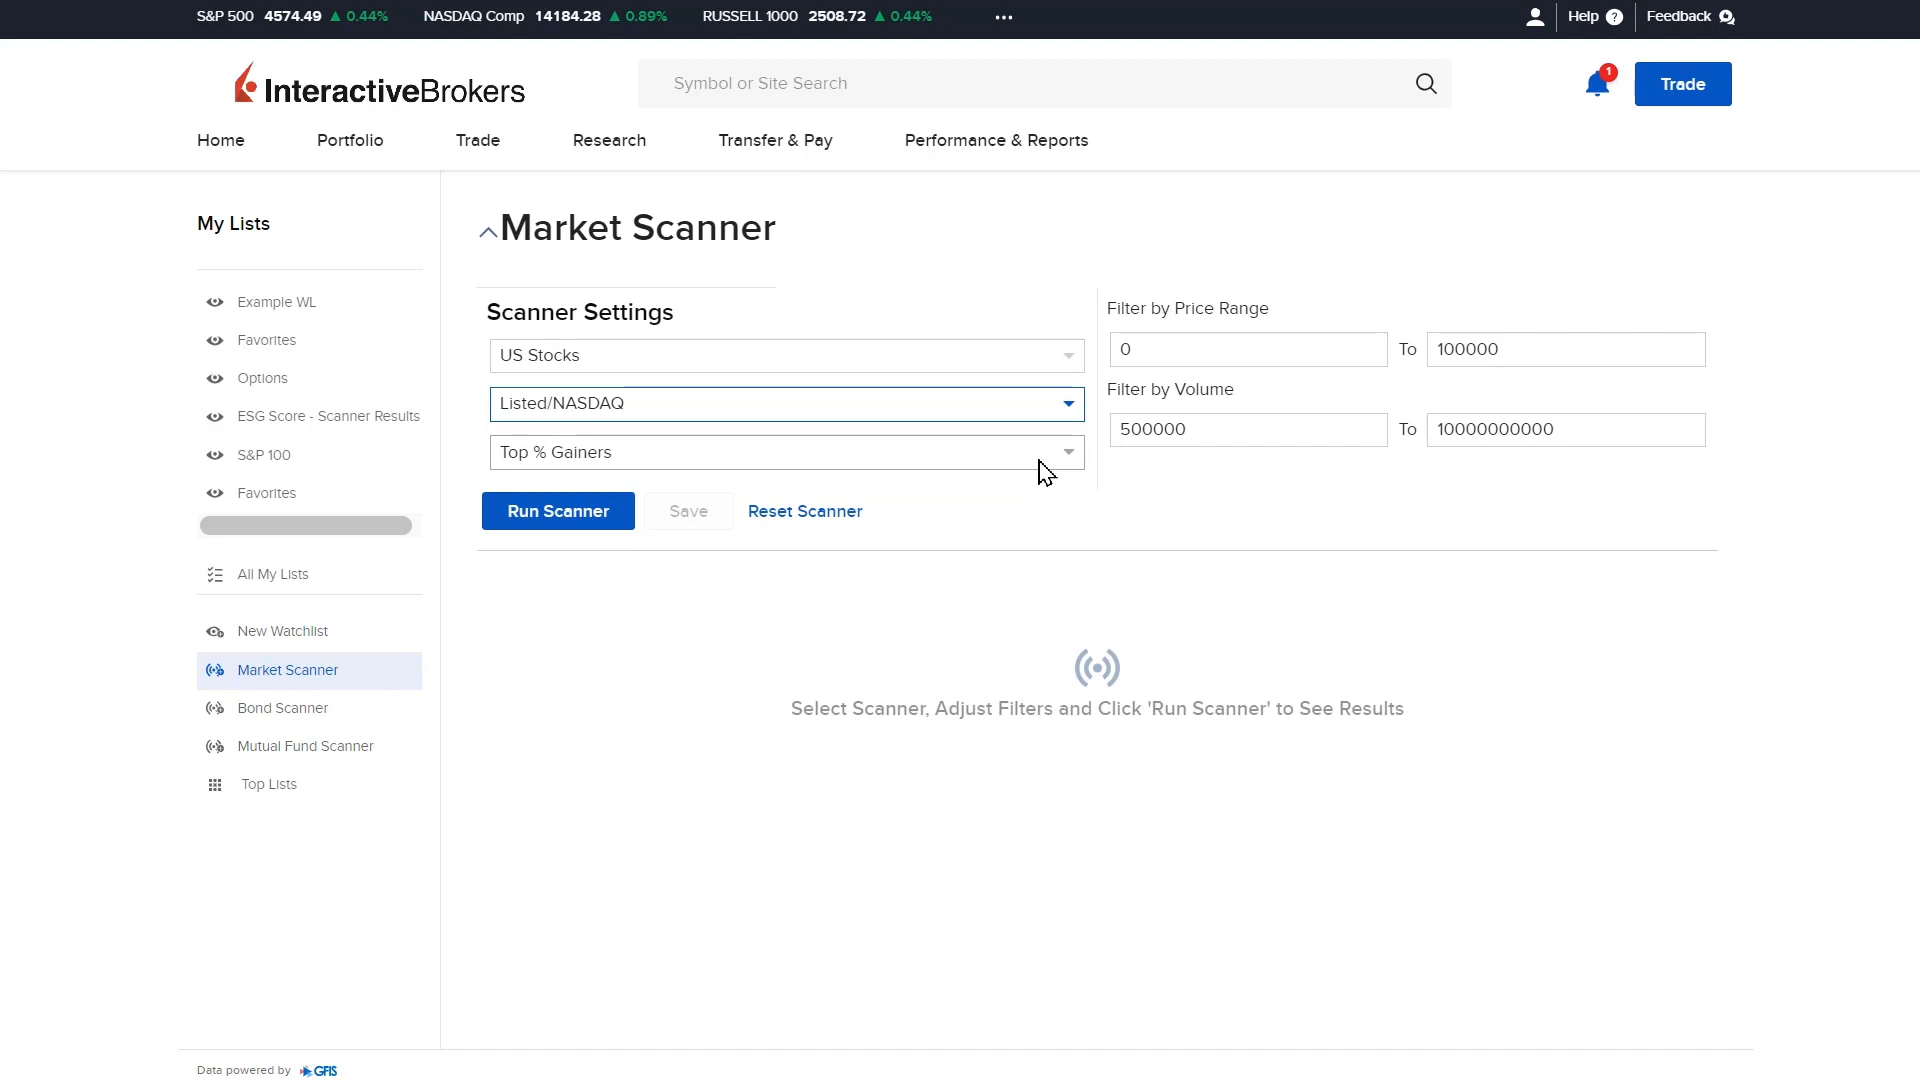 S&P 500 4574.49 ▲ 0.44% NASDAQ Comp 14184.28 ▲ 0.89% RUSSELL 1000 2508.72 ▲ 0.44% ••• Help ? Feedback
InteractiveBrokers
Symbol or Site Search
1
Trade
Home Portfolio Trade Research Transfer & Pay Performance & Reports
My Lists
Example WL
Favorites
Options
ESG Score - Scanner Results
S&P 100
Favorites
All My Lists
New Watchlist
Market Scanner
Bond Scanner
Mutual Fund Scanner
Top Lists
Market Scanner
Scanner Settings
US Stocks
Listed/NASDAQ
Top % Gainers
Run Scanner Save Reset Scanner
Filter by Price Range
0 To 100000
Filter by Volume
500000 To 10000000000
Select Scanner, Adjust Filters and Click 'Run Scanner' to See Results
Data powered by GFIS